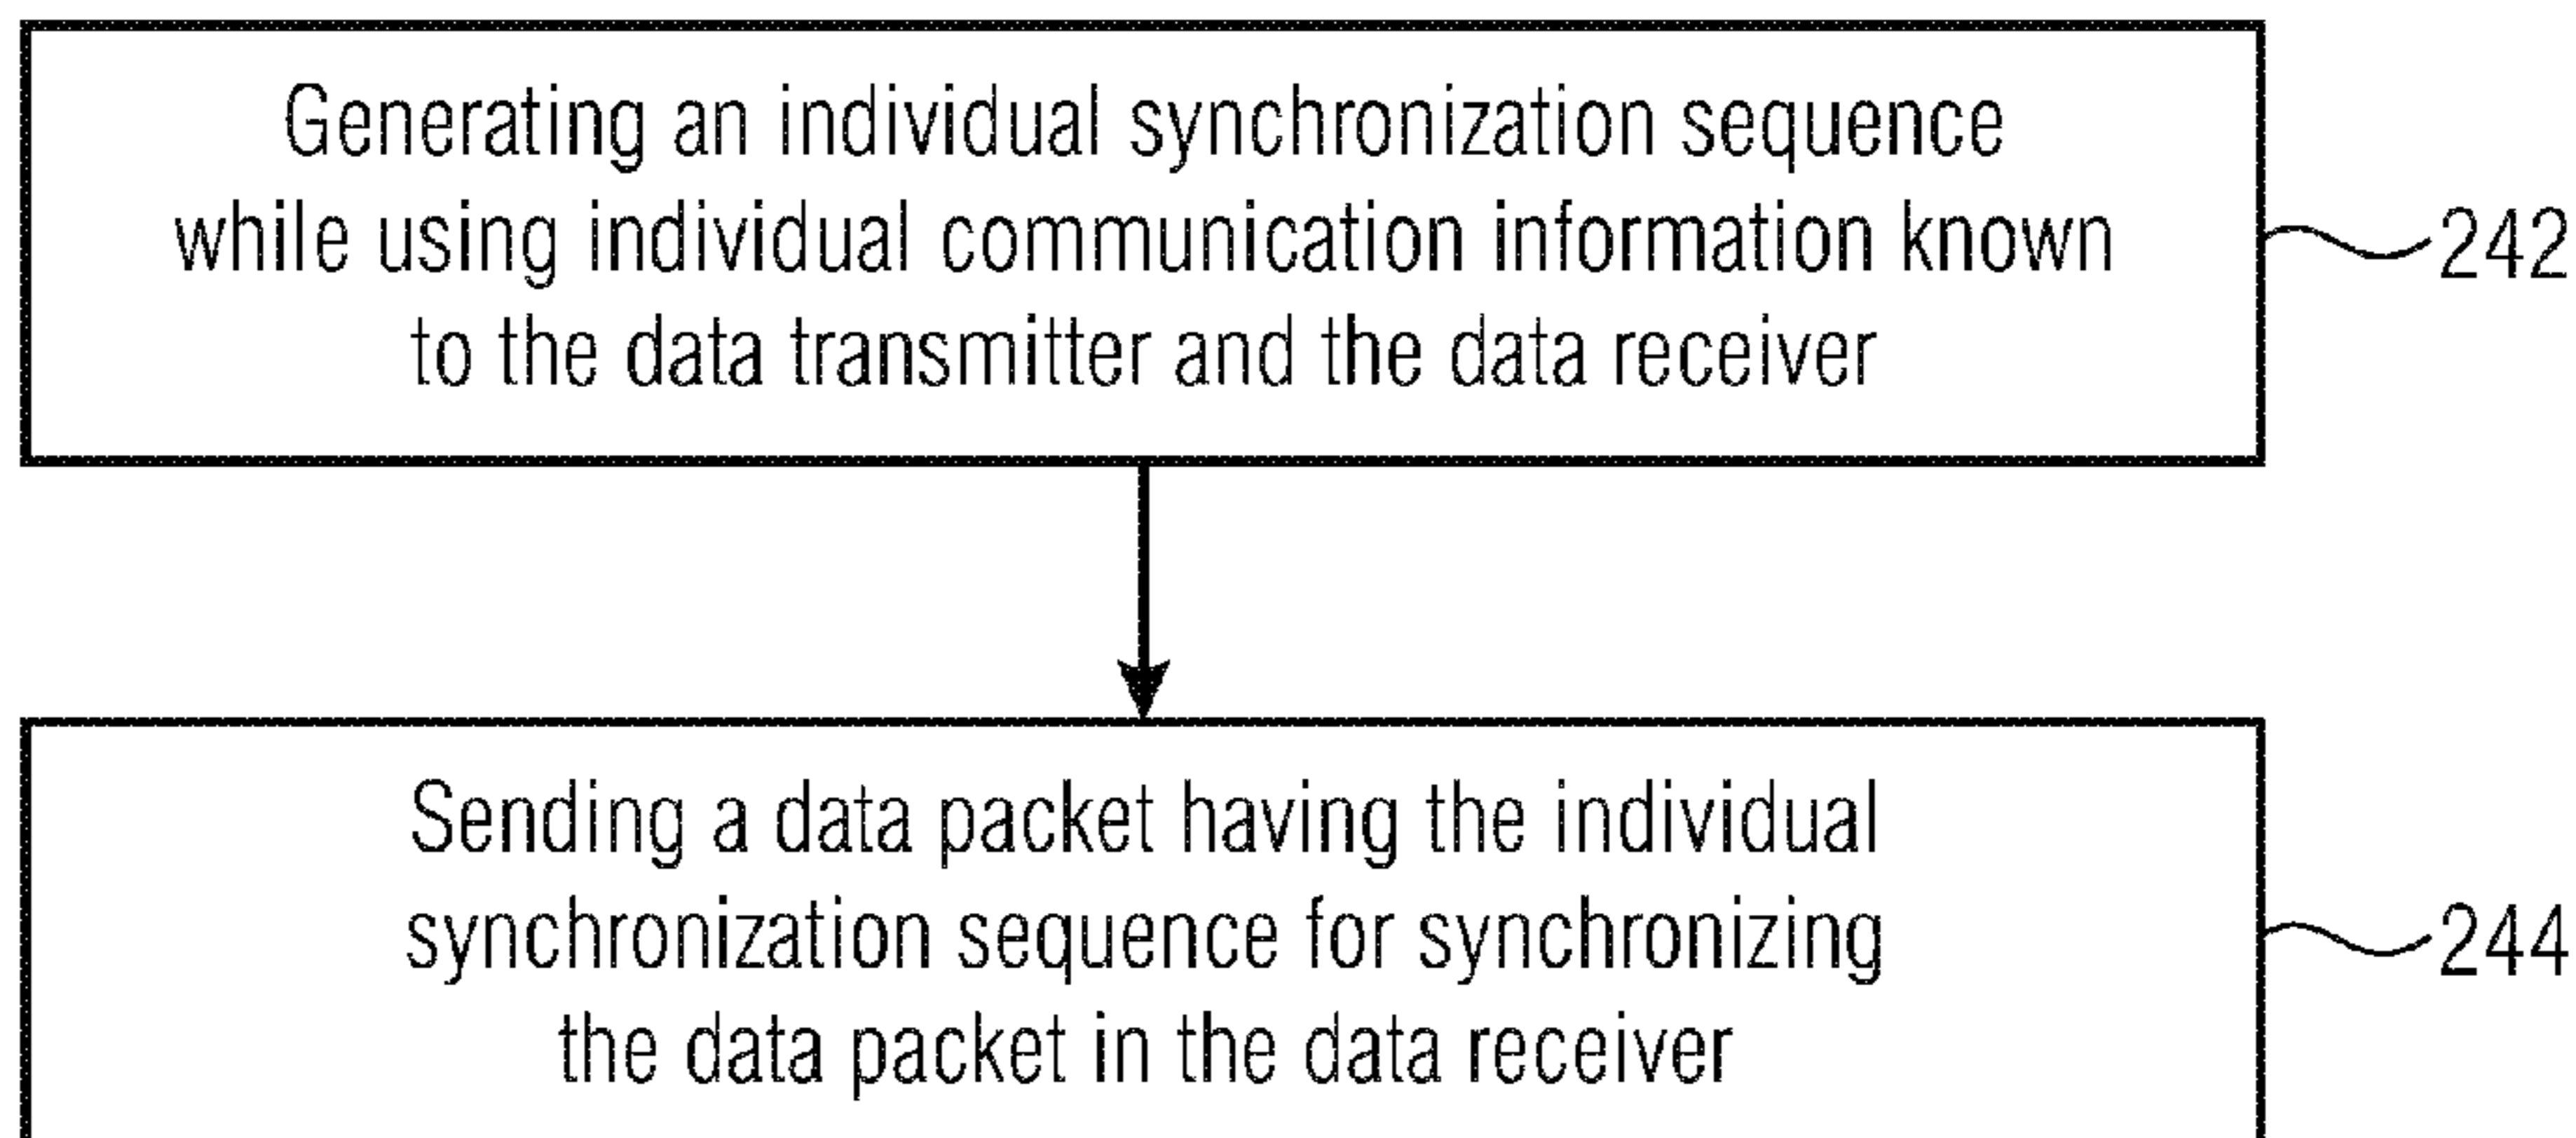 Generating an individual synchronization sequence
while using individual communication information known
to the data transmitter and the data receiver
242
Sending a data packet having the individual
synchronization sequence for synchronizing
the data packet in the data receiver
244